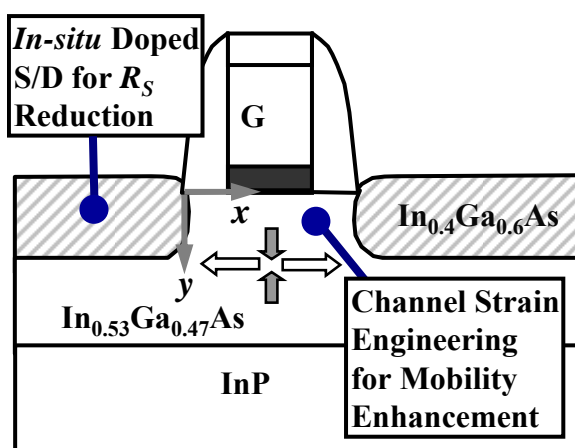 In-situ Doped
S/D for R_S
Reduction
G
x
In0.4Ga0.6As
y
In0.53Ga0.47As
Channel Strain
Engineering
for Mobility
Enhancement
InP